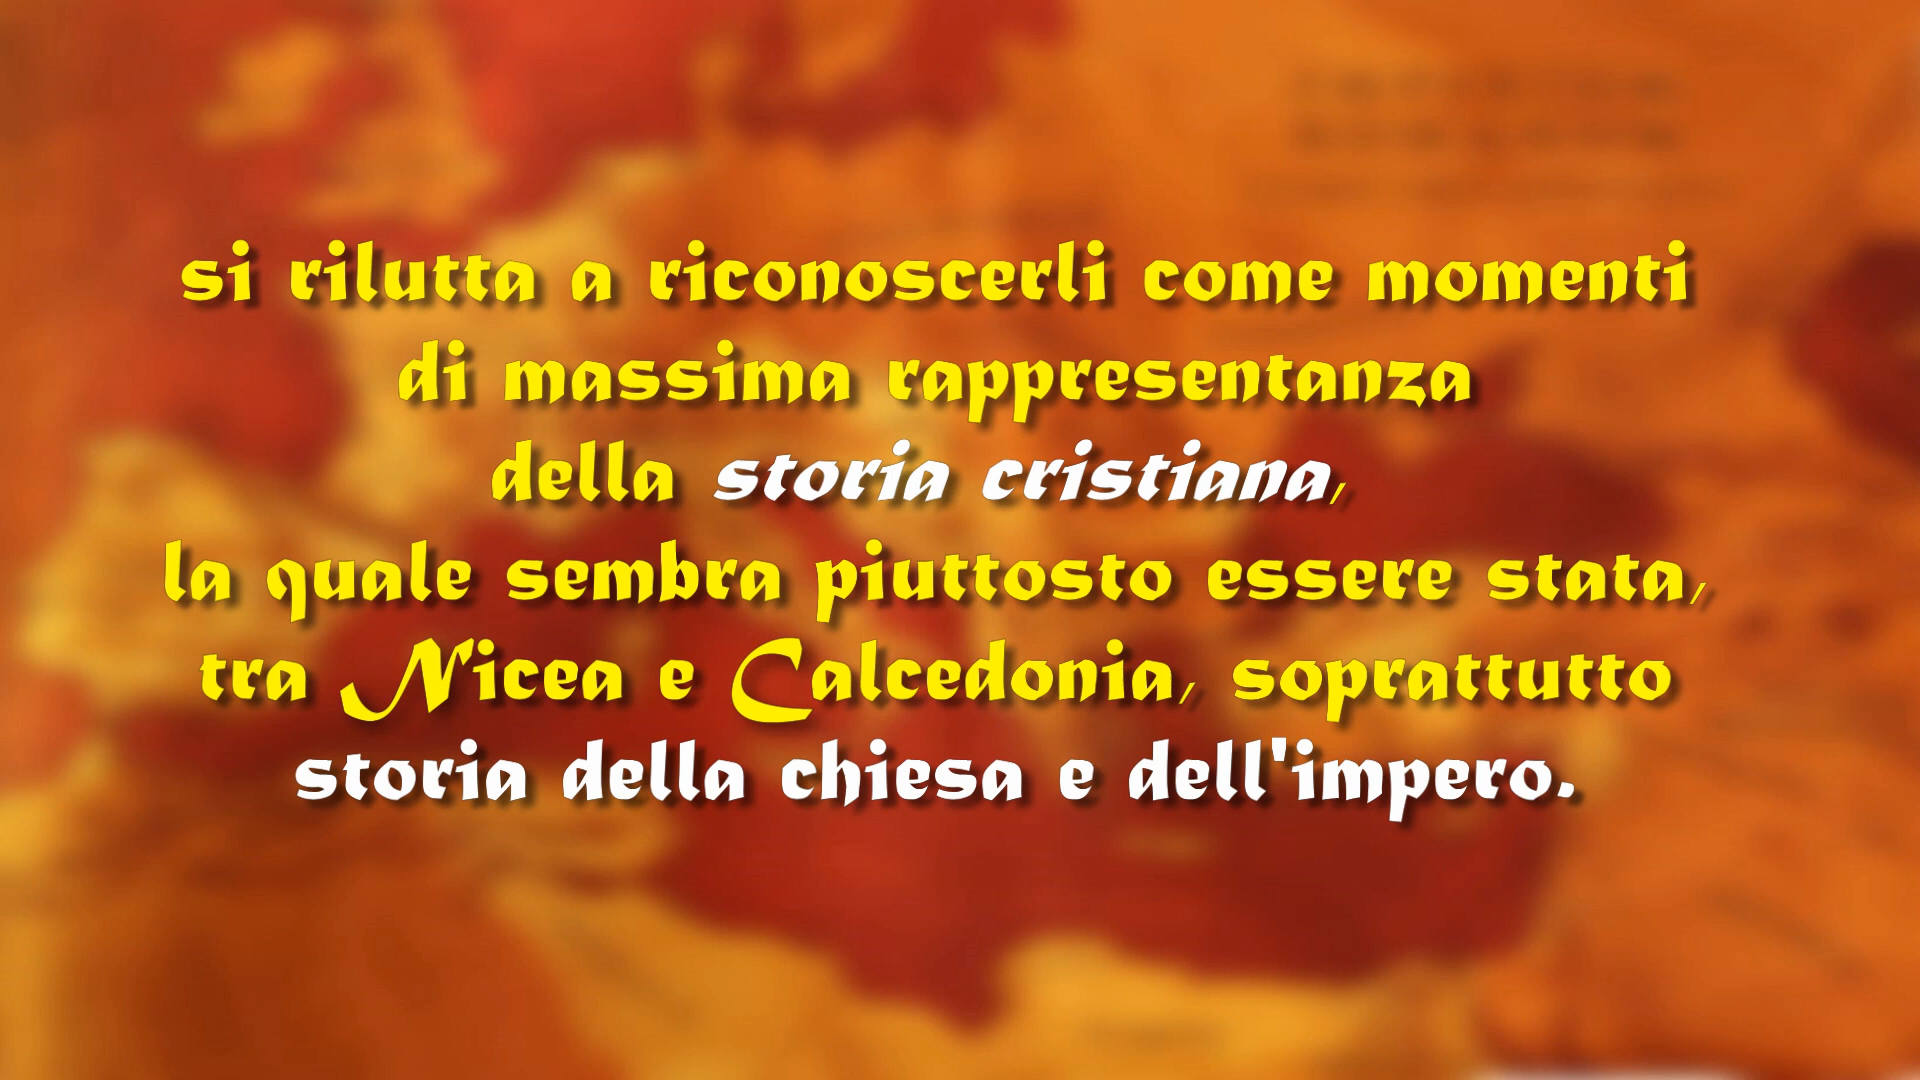 si rilutta a riconoscerli come momenti
di massima rappresentanza
della storia cristiana,
la quale sembra piuttosto essere stata,
tra Nicea e Calcedonia, soprattutto
storia della chiesa e dell'impero.